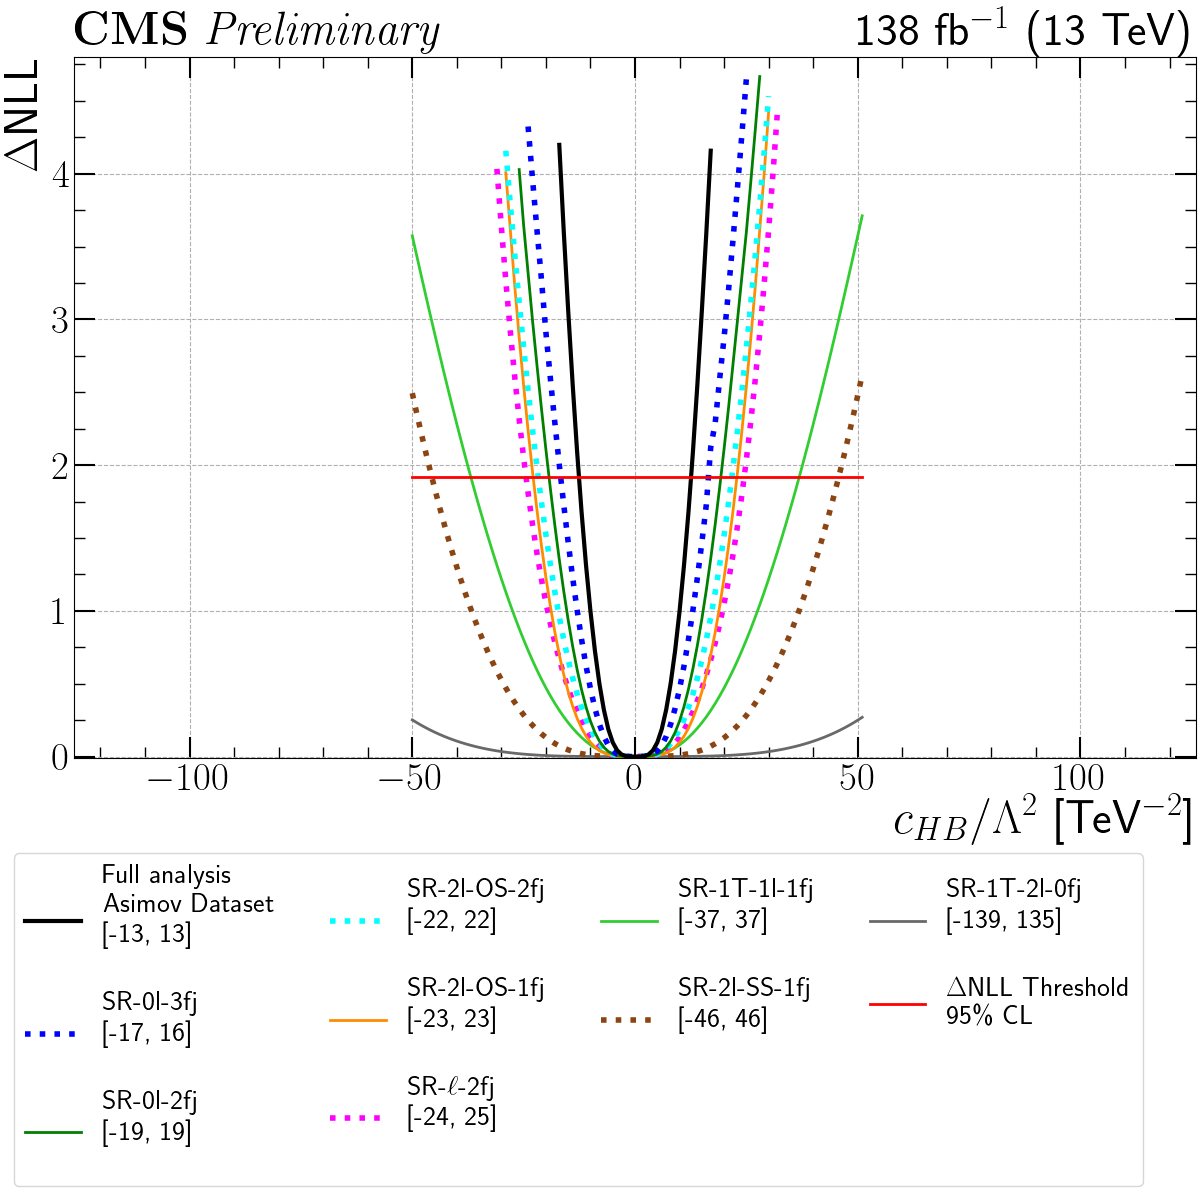 CMS Preliminary 138 fb⁻¹ (13 TeV)
ΔNLL
4
3
2
1
0
−100 −50 0 50 100
c_{HB}/Λ² [TeV⁻²]
Full analysis
Asimov Dataset
[-13, 13]
SR-0l-3fj
[-17, 16]
SR-0l-2fj
[-19, 19]
SR-2l-OS-2fj
[-22, 22]
SR-2l-OS-1fj
[-23, 23]
SR-ℓ-2fj
[-24, 25]
SR-1T-1l-1fj
[-37, 37]
SR-2l-SS-1fj
[-46, 46]
SR-1T-2l-0fj
[-139, 135]
ΔNLL Threshold
95% CL